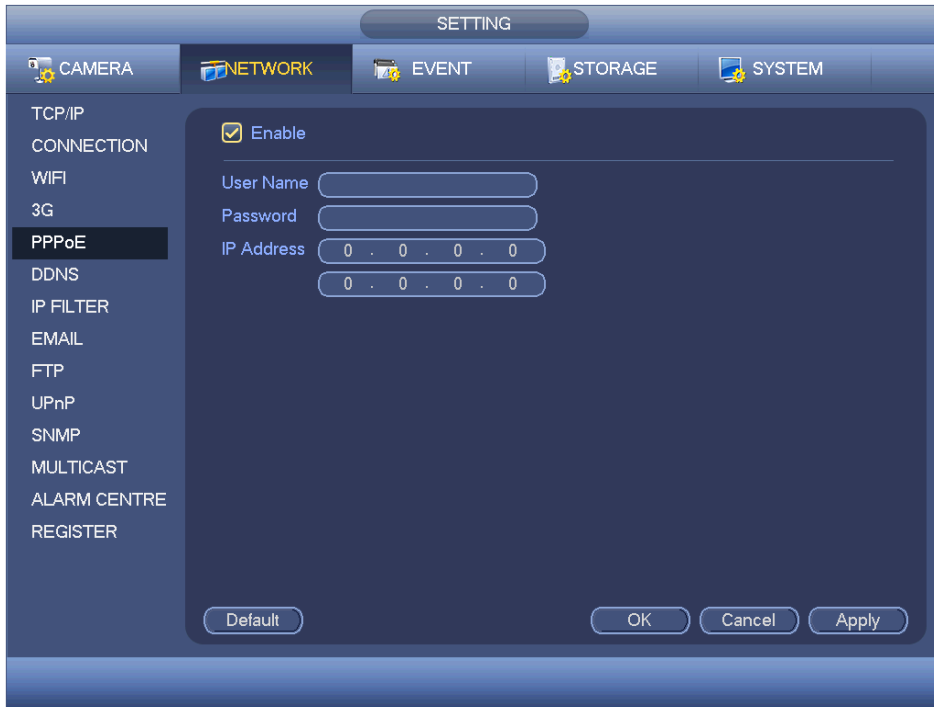 SETTING
CAMERA NETWORK EVENT STORAGE SYSTEM
TCP/IP
CONNECTION
WIFI
3G
PPPoE
DDNS
IP FILTER
EMAIL
FTP
UPnP
SNMP
MULTICAST
ALARM CENTRE
REGISTER
Enable
User Name
Password
IP Address 0 . 0 . 0 . 0
0 . 0 . 0 . 0
Default OK Cancel Apply